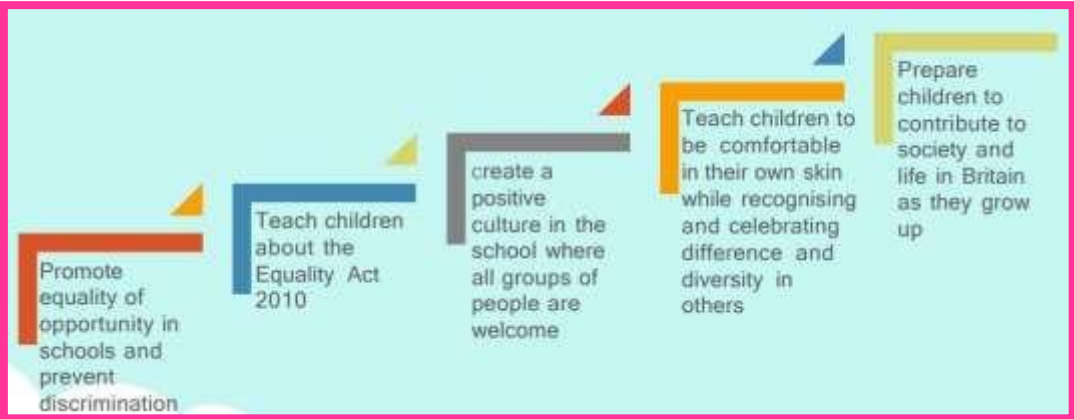 Promote
equality of
opportunity in
schools and
prevent
discrimination
Teach children
about the
Equality Act
2010
create a
positive
culture in the
school where
all groups of
people are
welcome
Teach children to
be comfortable
in their own skin
while recognising
and celebrating
difference and
diversity in
others
Prepare
children to
contribute to
society and
life in Britain
as they grow
up